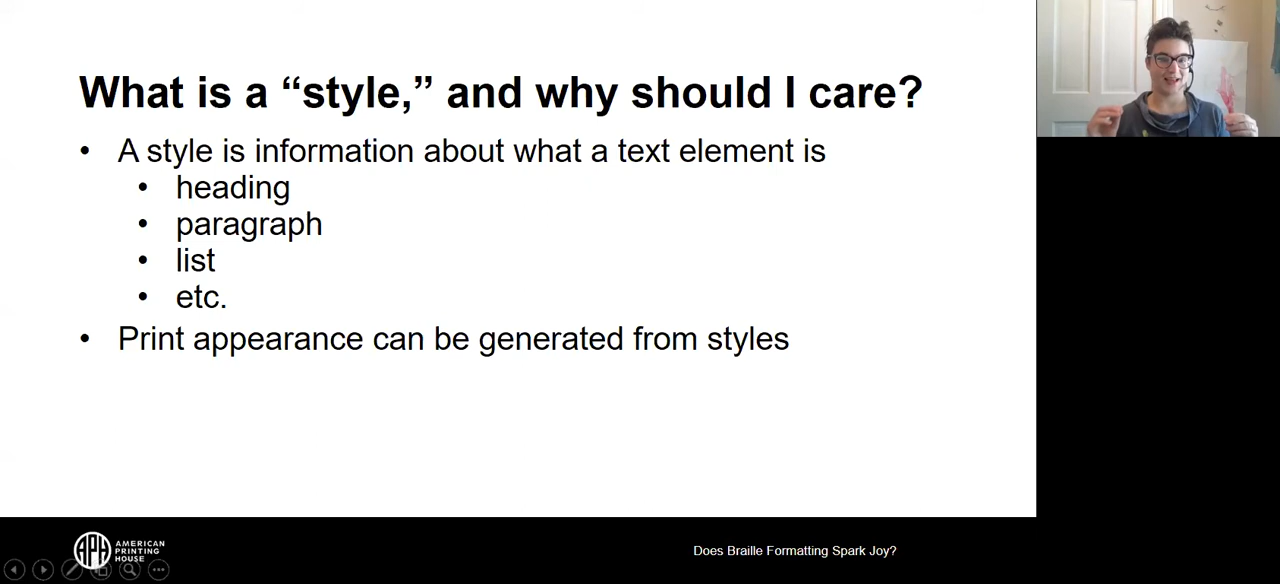 What is a “style,” and why should I care?
• A style is information about what a text element is
• heading
• paragraph
• list
• etc.
• Print appearance can be generated from styles
APH
AMERICAN
PRINTING
HOUSE
Does Braille Formatting Spark Joy?